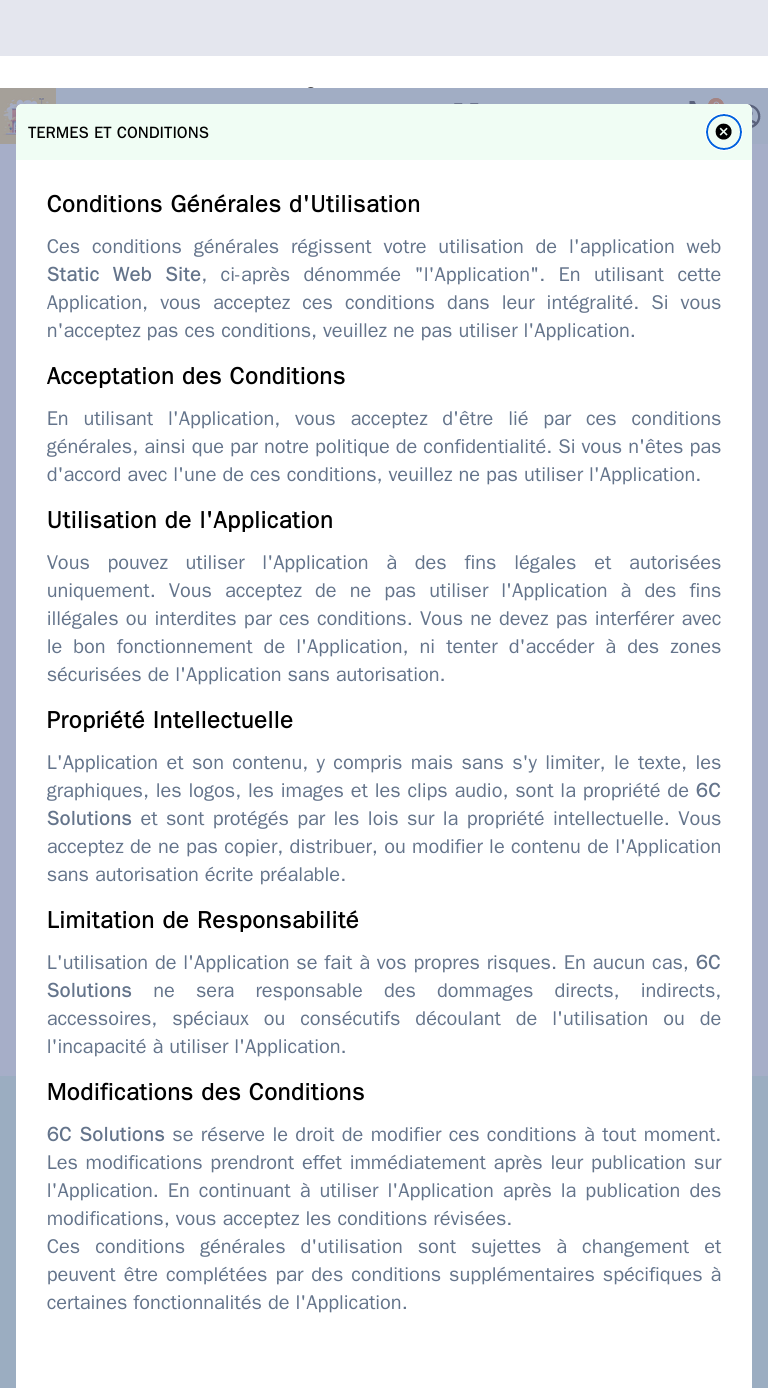 TERMES ET CONDITIONS
Conditions Générales d'Utilisation
Ces conditions générales régissent votre utilisation de l'application web
Static Web Site, ci-après dénommée "l'Application". En utilisant cette
Application, vous acceptez ces conditions dans leur intégralité. Si vous
n'acceptez pas ces conditions, veuillez ne pas utiliser l'Application.
Acceptation des Conditions
En utilisant l'Application, vous acceptez d'être lié par ces conditions
générales, ainsi que par notre politique de confidentialité. Si vous n'êtes pas
d'accord avec l'une de ces conditions, veuillez ne pas utiliser l'Application.
Utilisation de l'Application
Vous pouvez utiliser l'Application à des fins légales et autorisées
uniquement. Vous acceptez de ne pas utiliser l'Application à des fins
illégales ou interdites par ces conditions. Vous ne devez pas interférer avec
le bon fonctionnement de l'Application, ni tenter d'accéder à des zones
sécurisées de l'Application sans autorisation.
Propriété Intellectuelle
L'Application et son contenu, y compris mais sans s'y limiter, le texte, les
graphiques, les logos, les images et les clips audio, sont la propriété de 6C
Solutions et sont protégés par les lois sur la propriété intellectuelle. Vous
acceptez de ne pas copier, distribuer, ou modifier le contenu de l'Application
sans autorisation écrite préalable.
Limitation de Responsabilité
L'utilisation de l'Application se fait à vos propres risques. En aucun cas, 6C
Solutions ne sera responsable des dommages directs, indirects,
accessoires, spéciaux ou consécutifs découlant de l'utilisation ou de
l'incapacité à utiliser l'Application.
Modifications des Conditions
6C Solutions se réserve le droit de modifier ces conditions à tout moment.
Les modifications prendront effet immédiatement après leur publication sur
l'Application. En continuant à utiliser l'Application après la publication des
modifications, vous acceptez les conditions révisées.
Ces conditions générales d'utilisation sont sujettes à changement et
peuvent être complétées par des conditions supplémentaires spécifiques à
certaines fonctionnalités de l'Application.